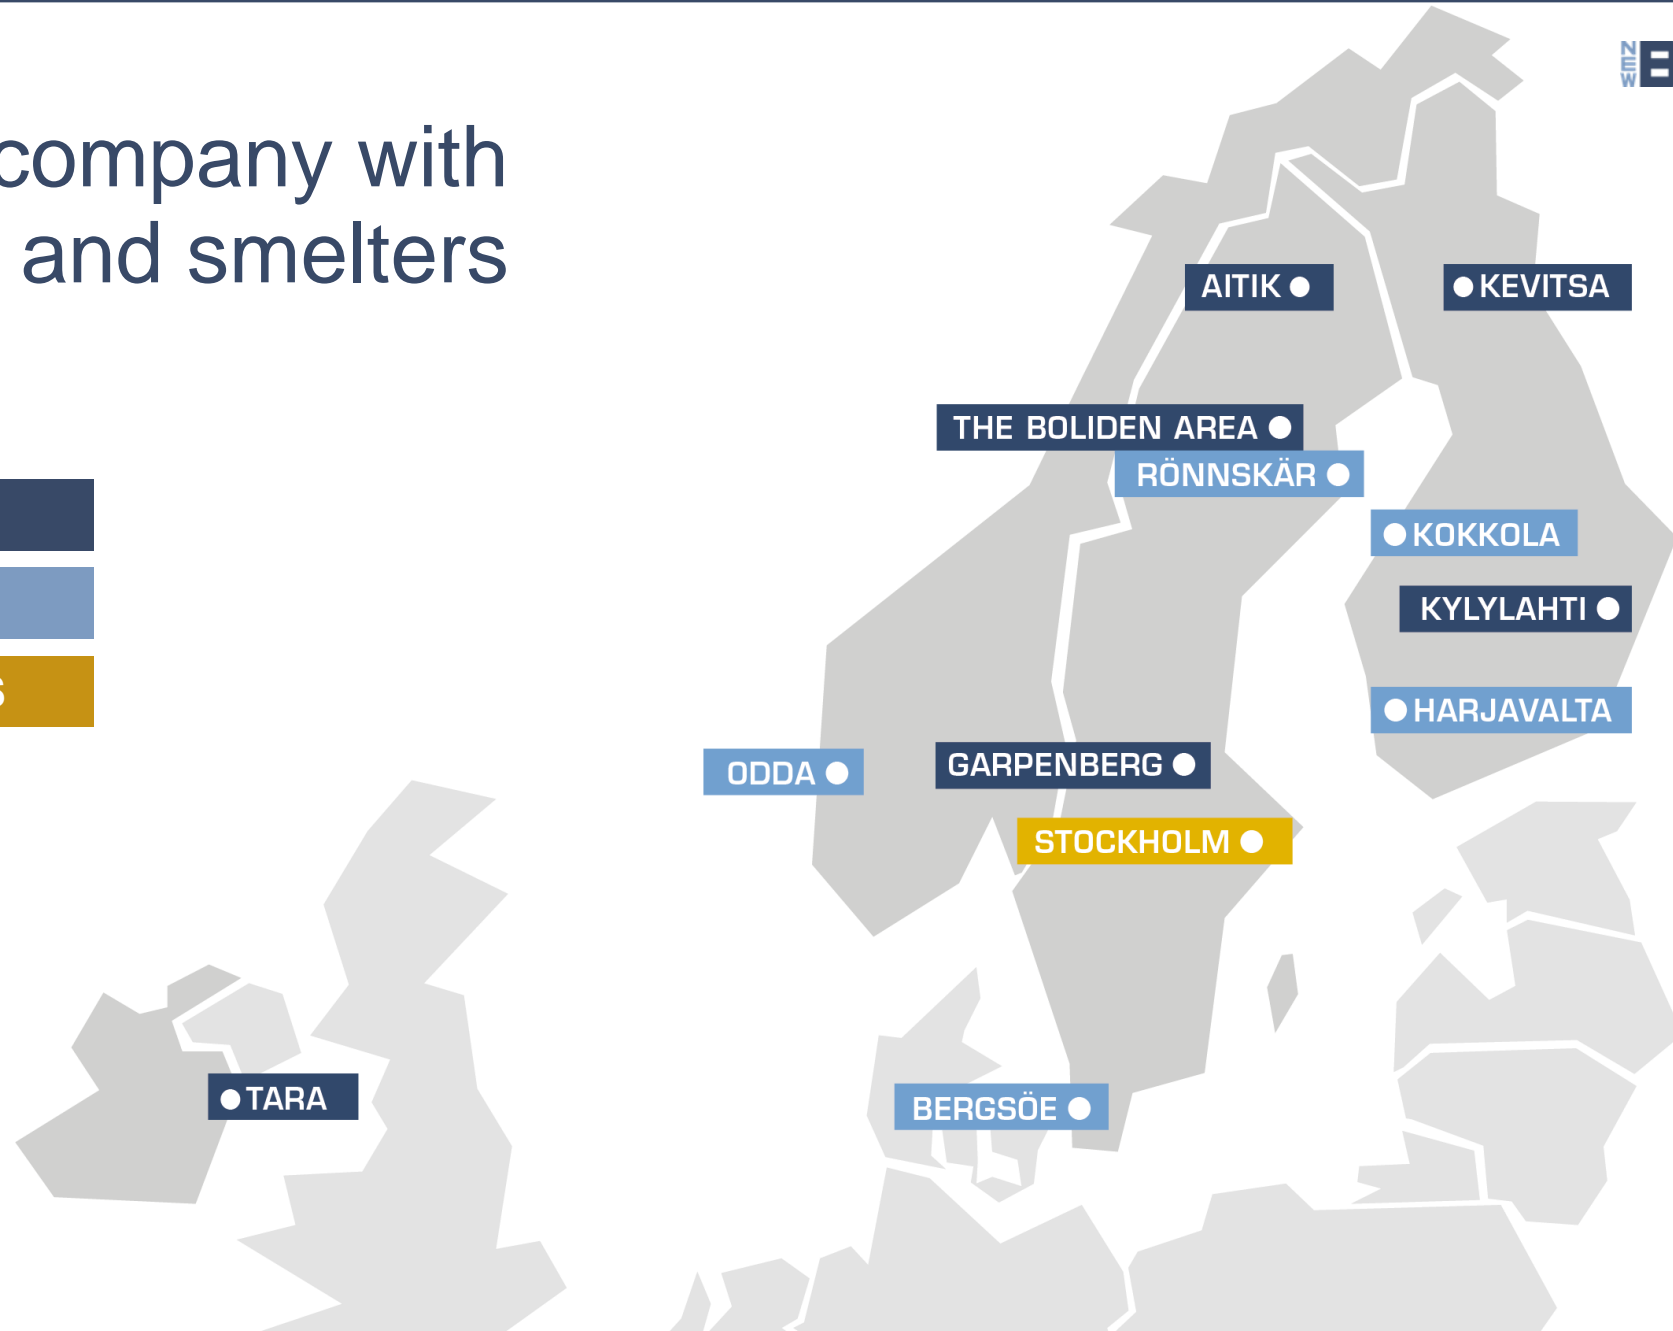 NEW B
company with
and smelters
AITIK
KEVITSA
THE BOLIDEN AREA
RÖNNSKÄR
KOKKOLA
KYLYLAHTI
S
HARJAVALTA
ODDA
GARPENBERG
STOCKHOLM
TARA
BERGSÖE